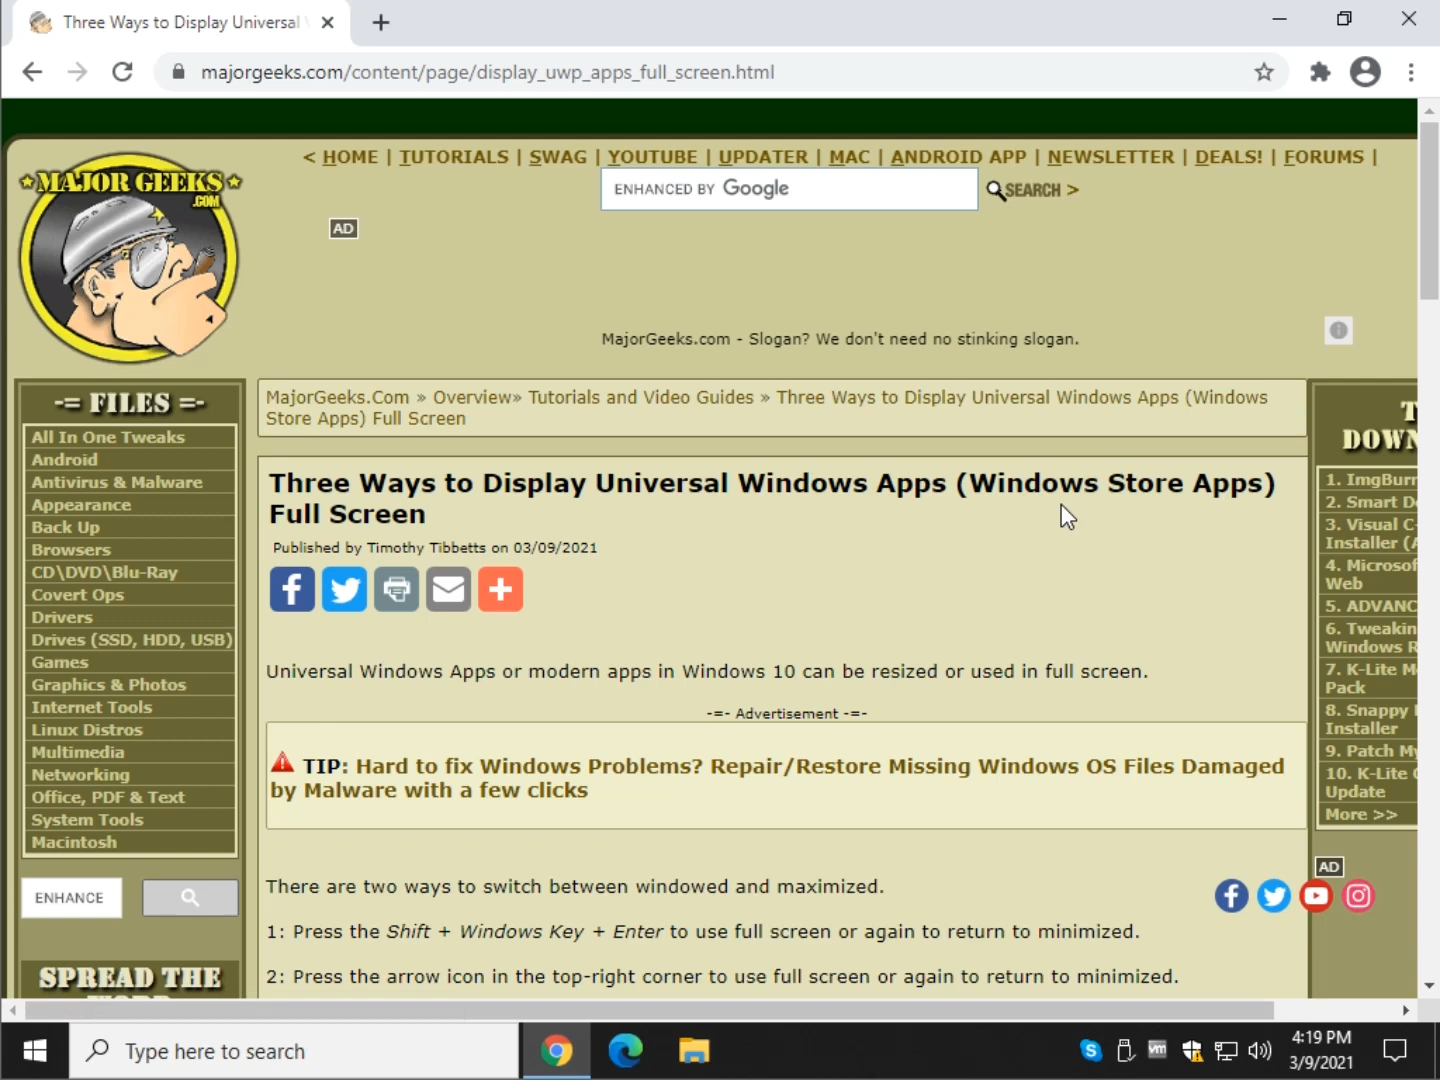 Three Ways to Display Universal
majorgeeks.com/content/page/display_uwp_apps_full_screen.html
MAJOR GEEKS
.COM
< HOME | TUTORIALS | SWAG | YOUTUBE | UPDATER | MAC | ANDROID APP | NEWSLETTER | DEALS! | FORUMS |
ENHANCED BY Google
SEARCH >
AD
MajorGeeks.com - Slogan? We don't need no stinking slogan.
-= FILES =-
All In One Tweaks
Android
Antivirus & Malware
Appearance
Back Up
Browsers
CD\DVD\Blu-Ray
Covert Ops
Drivers
Drives (SSD, HDD, USB)
Games
Graphics & Photos
Internet Tools
Linux Distros
Multimedia
Networking
Office, PDF & Text
System Tools
Macintosh
ENHANCE
SPREAD THE
MajorGeeks.Com » Overview» Tutorials and Video Guides » Three Ways to Display Universal Windows Apps (Windows
Store Apps) Full Screen
Three Ways to Display Universal Windows Apps (Windows Store Apps)
Full Screen
Published by Timothy Tibbetts on 03/09/2021
Universal Windows Apps or modern apps in Windows 10 can be resized or used in full screen.
-=- Advertisement -=-
TIP: Hard to fix Windows Problems? Repair/Restore Missing Windows OS Files Damaged
by Malware with a few clicks
There are two ways to switch between windowed and maximized.
1: Press the Shift + Windows Key + Enter to use full screen or again to return to minimized.
2: Press the arrow icon in the top-right corner to use full screen or again to return to minimized.
DOWN
1. ImgBurn
2. Smart De
3. Visual C-
Installer (A
4. Microsof
Web
5. ADVANC
6. Tweakin
Windows R
7. K-Lite M
Pack
8. Snappy
Installer
9. Patch My
10. K-Lite
Update
More >>
AD
Type here to search
4:19 PM
3/9/2021